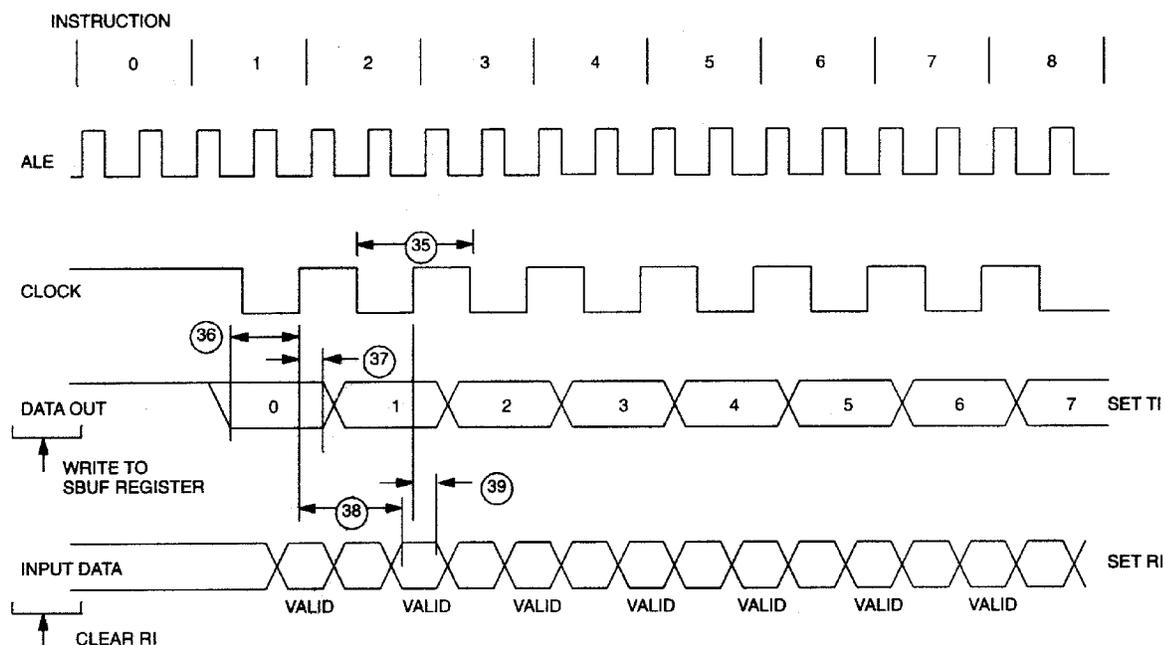 INSTRUCTION
0 1 2 3 4 5 6 7 8
ALE
35
CLOCK
36
37
DATA OUT 0 1 2 3 4 5 6 7 SET TI
WRITE TO
SBUF REGISTER
39
38
INPUT DATA SET RI
VALID VALID VALID VALID VALID VALID VALID
CLEAR RI